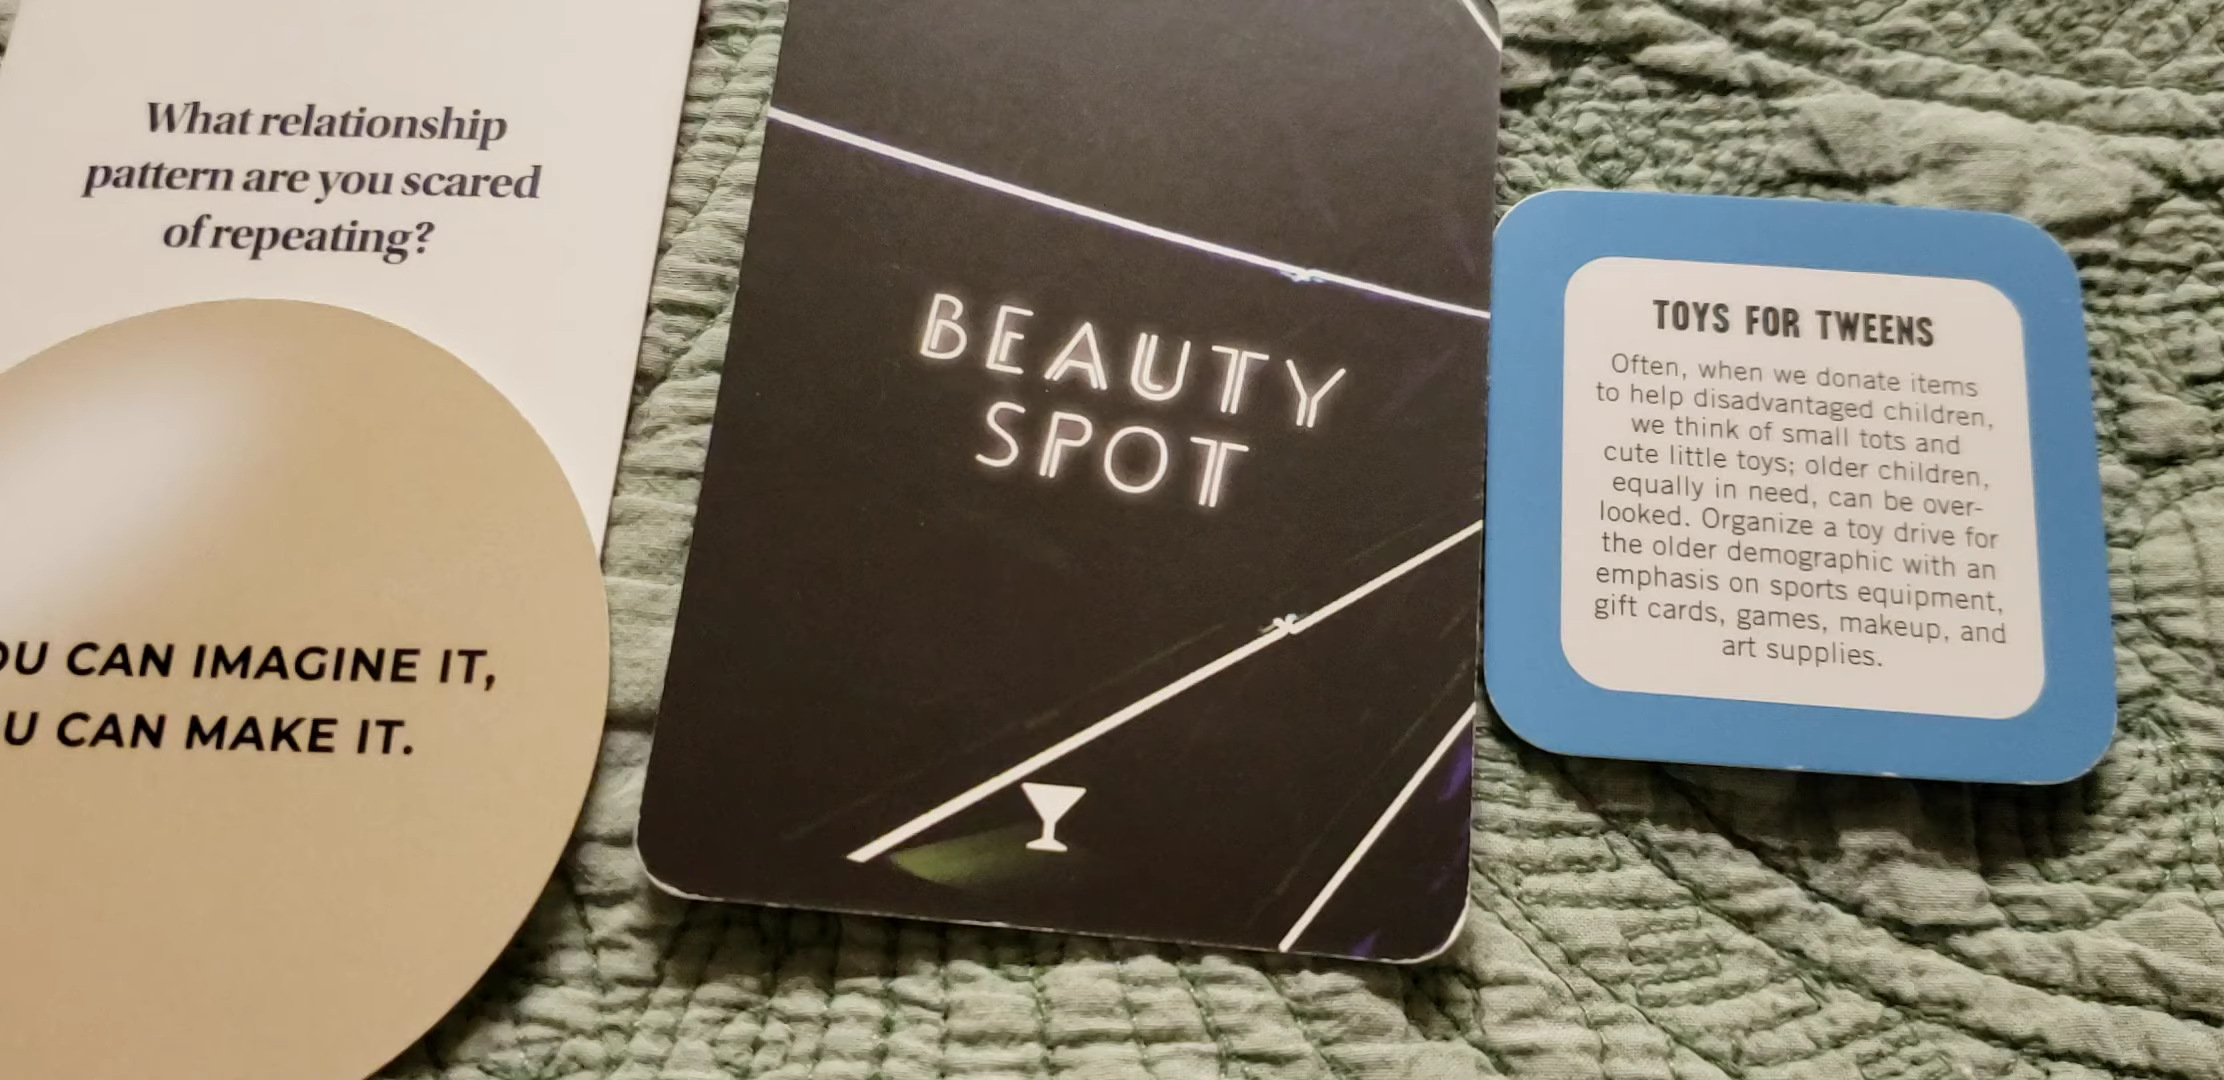 What relationship
pattern are you scared
of repeating?
OU CAN IMAGINE IT,
U CAN MAKE IT.
BEAUTY
SPOT
TOYS FOR TWEENS
Often, when we donate items
to help disadvantaged children,
we think of small tots and
cute little toys; older children,
equally in need, can be over-
looked. Organize a toy drive for
the older demographic with an
emphasis on sports equipment,
gift cards, games, makeup, and
art supplies.